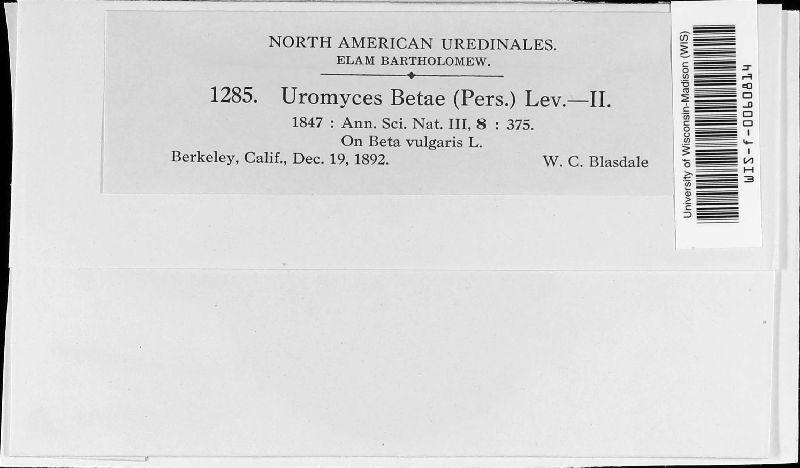 NORTH AMERICAN UREDINALES.
ELAM BARTHOLOMEW.
1285. Uromyces Betae (Pers.) Lev.—II.
1847 : Ann. Sci. Nat. III, 8 : 375.
On Beta vulgaris L.
Berkeley, Calif., Dec. 19, 1892. W. C. Blasdale
University of Wisconsin-Madison (WIS)
WIS-f-0060814